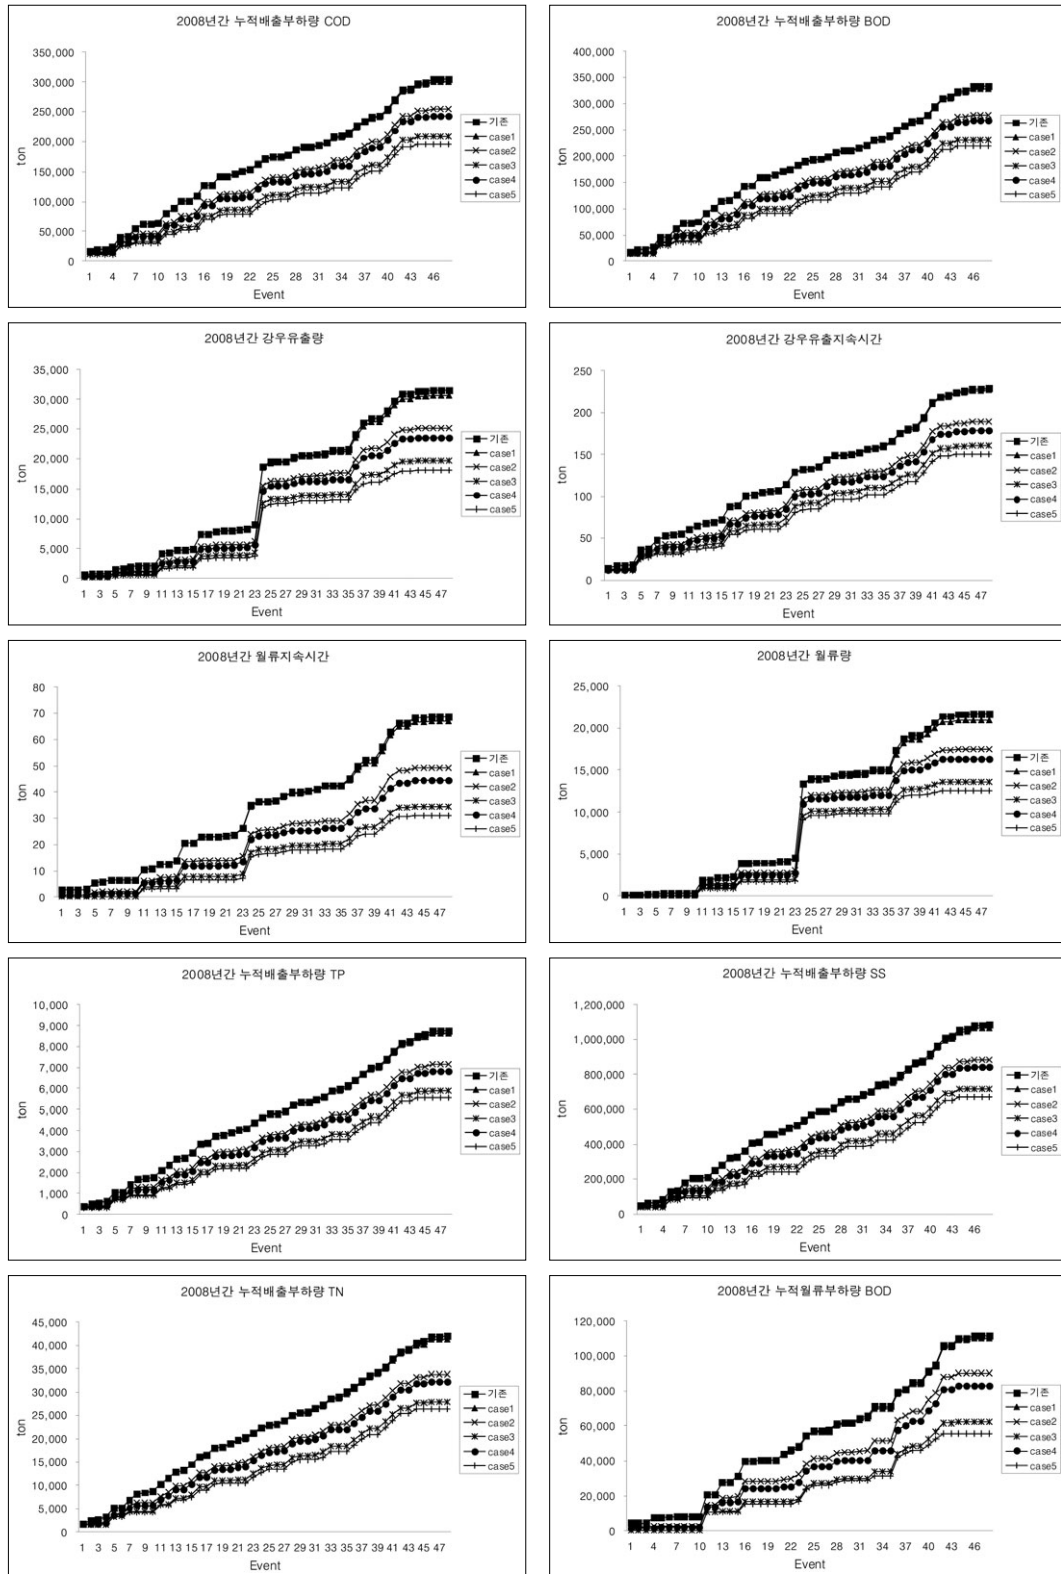 2008년간 누적배출부하량 COD
350,000
300,000
250,000
200,000
150,000
100,000
50,000
0
ton
1 4 7 10 13 16 19 22 25 28 31 34 37 40 43 46
Event
기존
case1
case2
case3
case4
case5
2008년간 누적배출부하량 BOD
400,000
350,000
300,000
250,000
200,000
150,000
100,000
50,000
0
ton
1 4 7 10 13 16 19 22 25 28 31 34 37 40 43 46
Event
기존
case1
case2
case3
case4
case5
2008년간 강우유출량
35,000
30,000
25,000
20,000
15,000
10,000
5,000
0
ton
1 3 5 7 9 11 13 15 17 19 21 23 25 27 29 31 33 35 37 39 41 43 45 47
Event
기존
case1
case2
case3
case4
case5
2008년간 강우유출지속시간
250
200
150
100
50
0
ton
1 3 5 7 9 11 13 15 17 19 21 23 25 27 29 31 33 35 37 39 41 43 45 47
Event
기존
case1
case2
case3
case4
case5
2008년간 월류지속시간
80
70
60
50
40
30
20
10
0
ton
1 3 5 7 9 11 13 15 17 19 21 23 25 27 29 31 33 35 37 39 41 43 45 47
Event
기존
case1
case2
case3
case4
case5
2008년간 월류량
25,000
20,000
15,000
10,000
5,000
0
ton
1 3 5 7 9 11 13 15 17 19 21 23 25 27 29 31 33 35 37 39 41 43 45 47
Event
기존
case1
case2
case3
case4
case5
2008년간 누적배출부하량 TP
10,000
9,000
8,000
7,000
6,000
5,000
4,000
3,000
2,000
1,000
0
ton
1 3 5 7 9 11 13 15 17 19 21 23 25 27 29 31 33 35 37 39 41 43 45 47
Event
기존
case1
case2
case3
case4
case5
2008년간 누적배출부하량 SS
1,200,000
1,000,000
800,000
600,000
400,000
200,000
0
ton
1 4 7 10 13 16 19 22 25 28 31 34 37 40 43 46
Event
기존
case1
case2
case3
case4
case5
2008년간 누적배출부하량 TN
45,000
40,000
35,000
30,000
25,000
20,000
15,000
10,000
5,000
0
ton
1 3 5 7 9 11 13 15 17 19 21 23 25 27 29 31 33 35 37 39 41 43 45 47
Event
기존
case1
case2
case3
case4
case5
2008년간 누적월류부하량 BOD
120,000
100,000
80,000
60,000
40,000
20,000
0
ton
1 4 7 10 13 16 19 22 25 28 31 34 37 40 43 46
Event
기존
case1
case2
case3
case4
case5